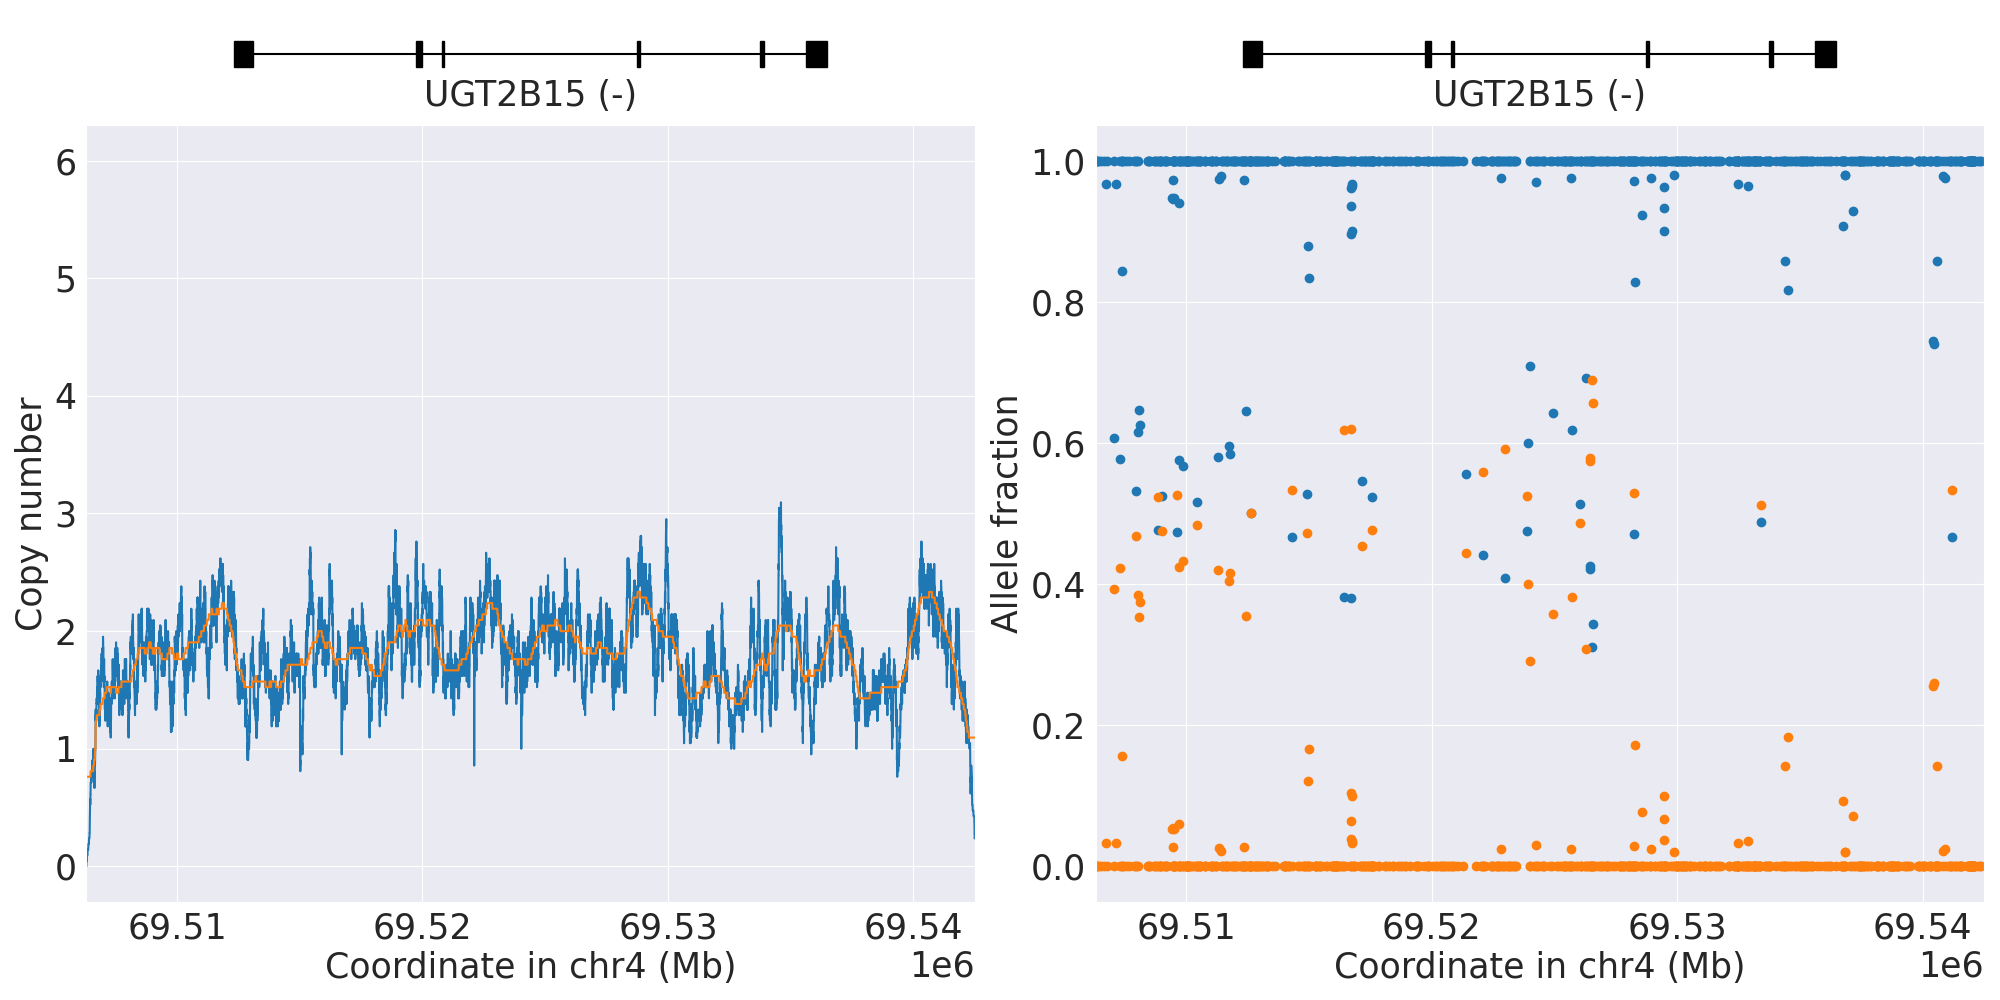 UGT2B15 (-)
6
5
4
3
2
1
0
Copy number
69.51 69.52 69.53 69.54
Coordinate in chr4 (Mb)
1e6
UGT2B15 (-)
1.0
0.8
0.6
0.4
0.2
0.0
Allele fraction
69.51 69.52 69.53 69.54
Coordinate in chr4 (Mb)
1e6